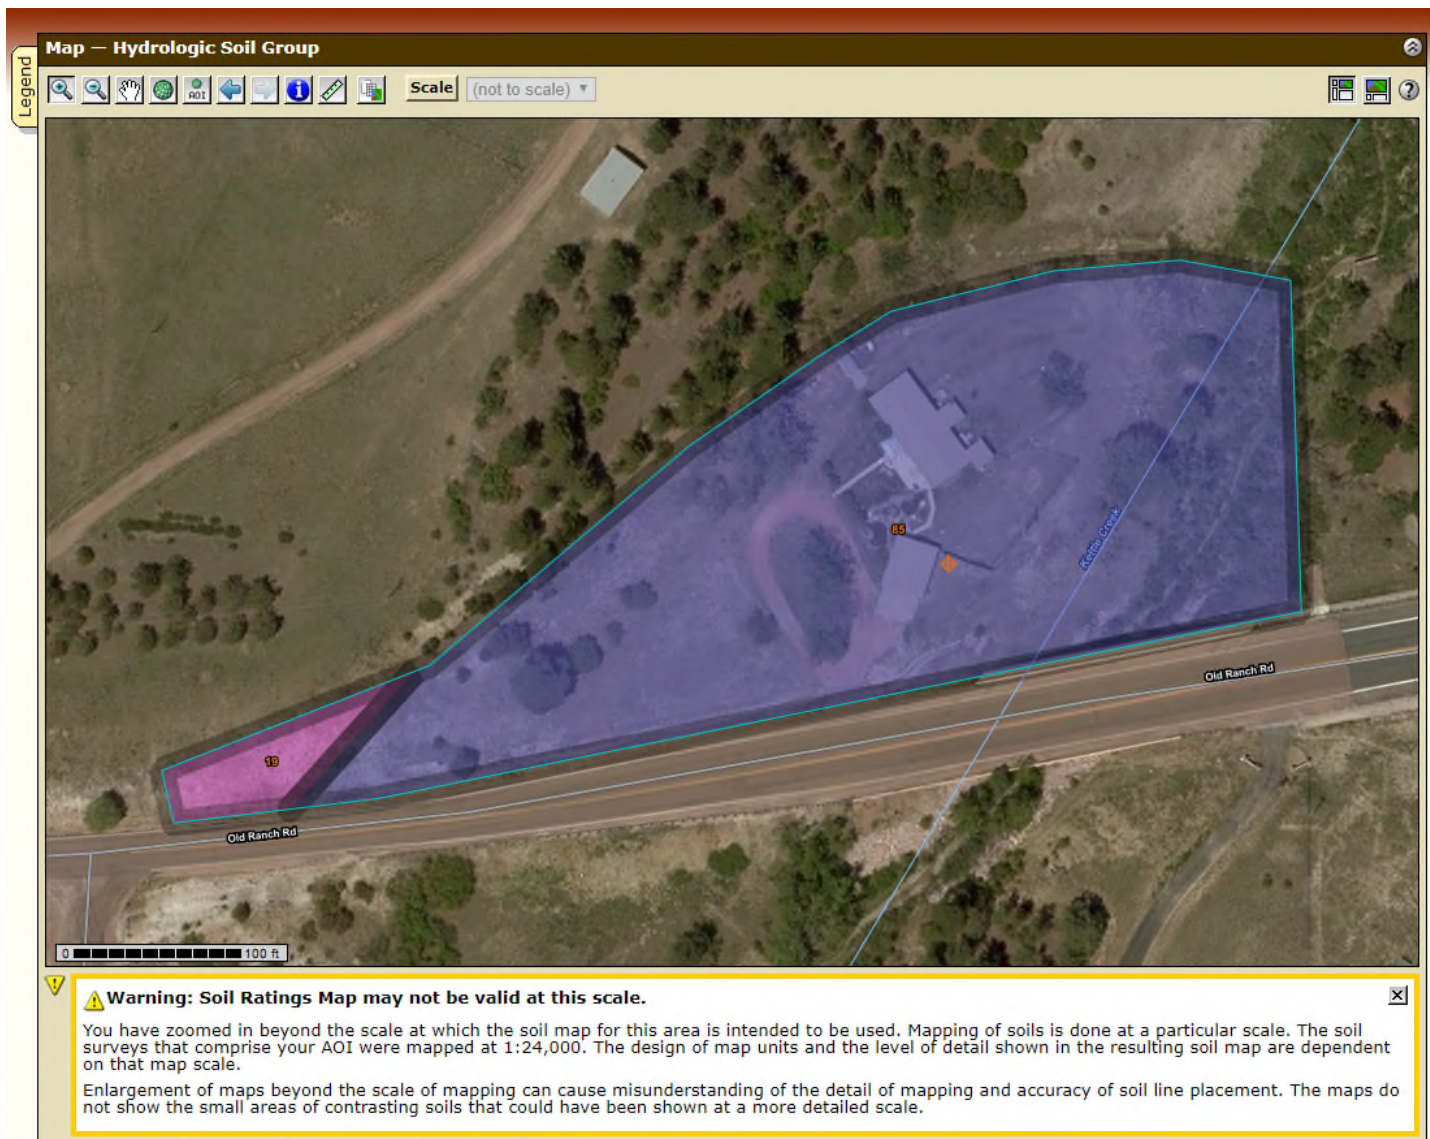 Legend
Map — Hydrologic Soil Group
AOI
Scale
(not to scale)
Kettle Creek
85
19
Old Ranch Rd
Old Ranch Rd
0 100 ft
Warning: Soil Ratings Map may not be valid at this scale.
You have zoomed in beyond the scale at which the soil map for this area is intended to be used. Mapping of soils is done at a particular scale. The soil
surveys that comprise your AOI were mapped at 1:24,000. The design of map units and the level of detail shown in the resulting soil map are dependent
on that map scale.
Enlargement of maps beyond the scale of mapping can cause misunderstanding of the detail of mapping and accuracy of soil line placement. The maps do
not show the small areas of contrasting soils that could have been shown at a more detailed scale.